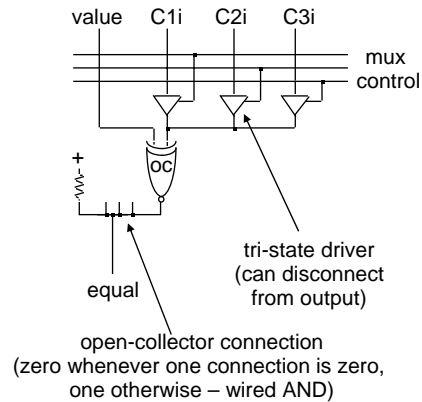 value C1i C2i C3i
mux
control
+
OC
tri-state driver
(can disconnect
from output)
equal
open-collector connection
(zero whenever one connection is zero,
one otherwise – wired AND)